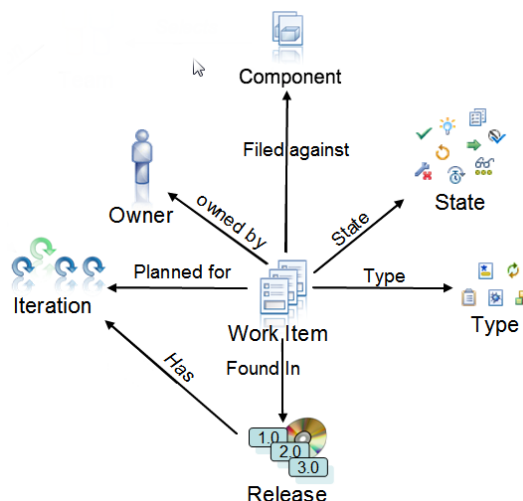 Component
Filed against
Owner
owned by
State
State
Planned for
Type
Iteration
Work Item
Type
Found In
Has
1.0
2.0
3.0
Release